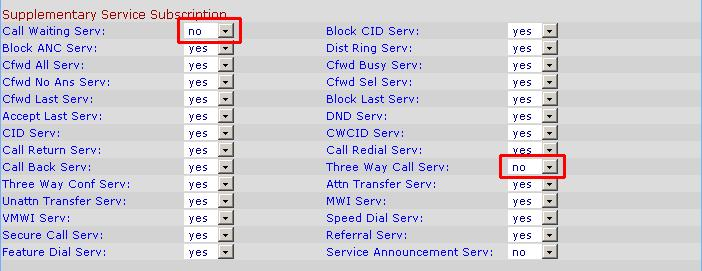 Supplementary Service Subscription
Call Waiting Serv: no Block CID Serv: yes
Block ANC Serv: yes Dist Ring Serv: yes
Cfwd All Serv: yes Cfwd Busy Serv: yes
Cfwd No Ans Serv: yes Cfwd Sel Serv: yes
Cfwd Last Serv: yes Block Last Serv: yes
Accept Last Serv: yes DND Serv: yes
CID Serv: yes CWCID Serv: yes
Call Return Serv: yes Call Redial Serv: yes
Call Back Serv: yes Three Way Call Serv: no
Three Way Conf Serv: yes Attn Transfer Serv: yes
Unattn Transfer Serv: yes MWI Serv: yes
VMWI Serv: yes Speed Dial Serv: yes
Secure Call Serv: yes Referral Serv: yes
Feature Dial Serv: yes Service Announcement Serv: no